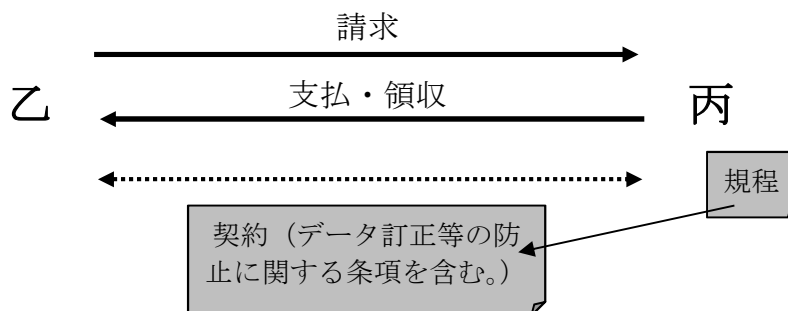 請求
乙
支払・領収
丙
規程
契約（データ訂正等の防
止に関する条項を含む。）